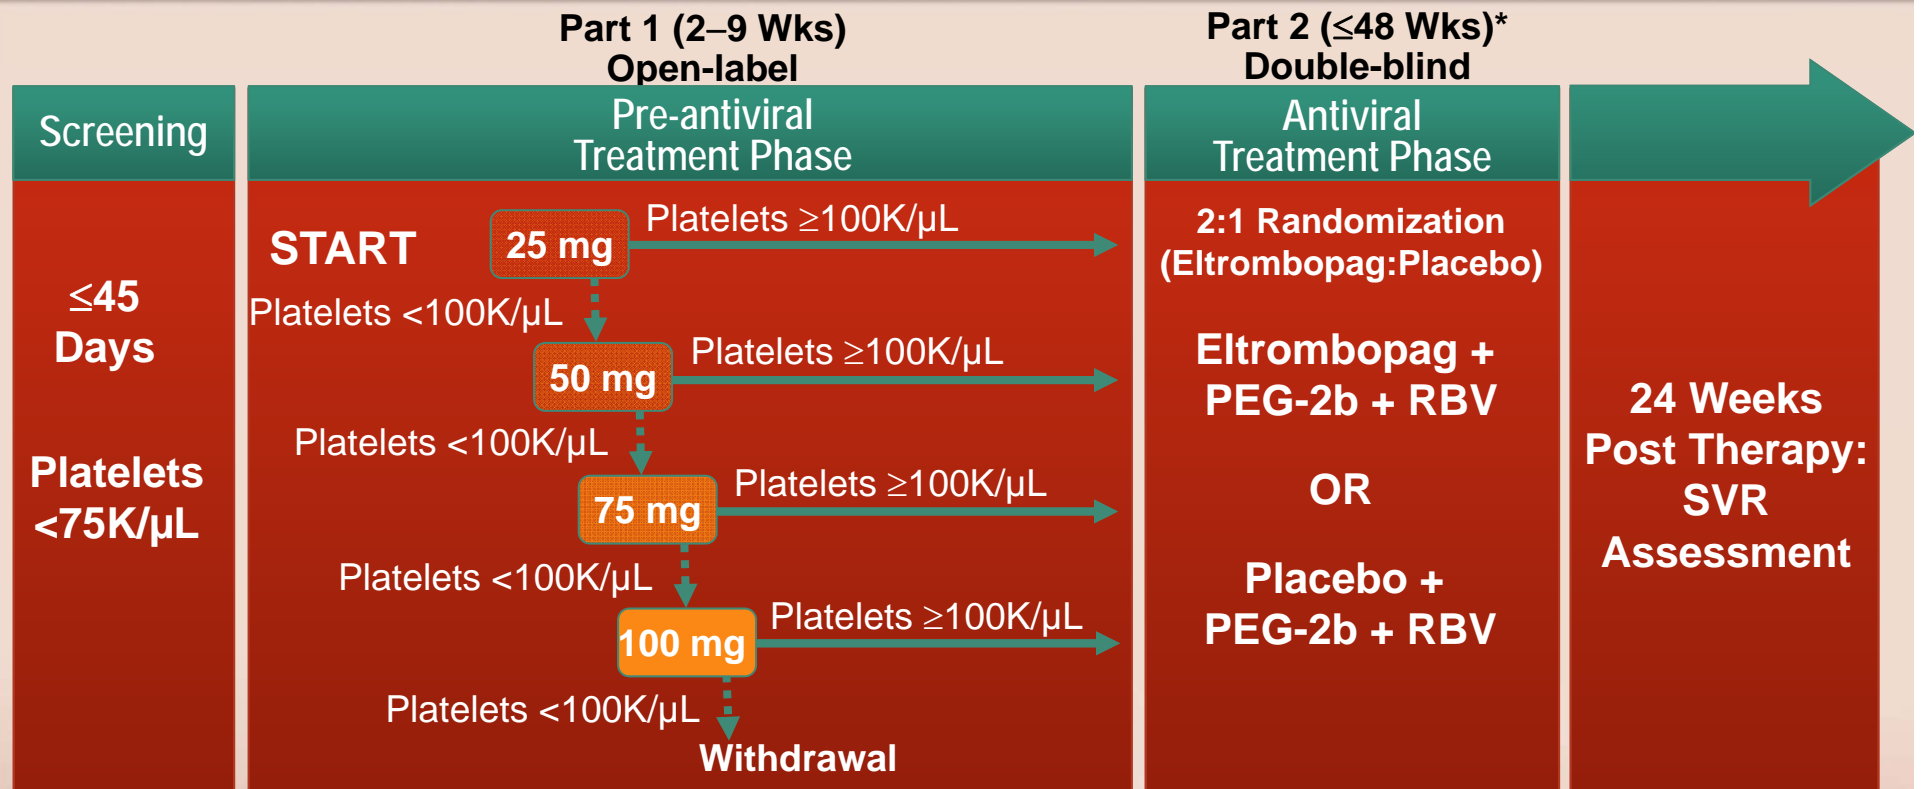 Part 1 (2–9 Wks)
Open-label
Part 2 (≤48 Wks)*
Double-blind
Screening
Pre-antiviral
Treatment Phase
Antiviral
Treatment Phase
≤45
Days
Platelets
<75K/µL
START
25 mg
Platelets ≥100K/µL
Platelets <100K/µL
50 mg
Platelets ≥100K/µL
Platelets <100K/µL
75 mg
Platelets ≥100K/µL
Platelets <100K/µL
100 mg
Platelets ≥100K/µL
Platelets <100K/µL
Withdrawal
2:1 Randomization
(Eltrombopag:Placebo)
Eltrombopag +
PEG-2b + RBV
OR
Placebo +
PEG-2b + RBV
24 Weeks
Post Therapy:
SVR
Assessment